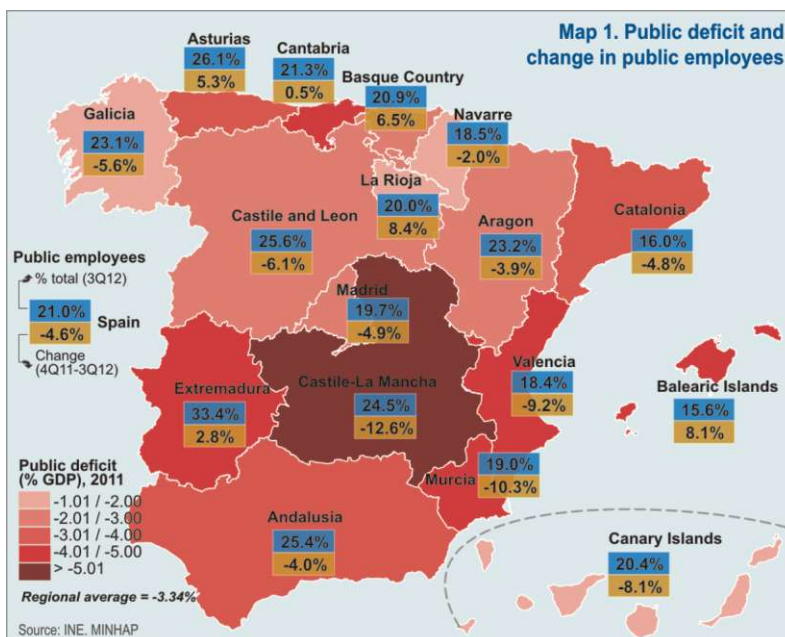 Map 1. Public deficit and
change in public employees
Asturias
26.1%
5.3%
Cantabria
21.3%
0.5%
Basque Country
20.9%
6.5%
Navarre
18.5%
-2.0%
Galicia
23.1%
-5.6%
La Rioja
20.0%
8.4%
Castile and Leon
25.6%
-6.1%
Aragon
23.2%
-3.9%
Catalonia
16.0%
-4.8%
Public employees
% total (3Q12)
21.0%
-4.6%
Spain
Change
(4Q11-3Q12)
Madrid
19.7%
-4.9%
Extremadura
33.4%
2.8%
Castile-La Mancha
24.5%
-12.6%
Valencia
18.4%
-9.2%
Balearic Islands
15.6%
8.1%
Murcia
19.0%
-10.3%
Andalusia
25.4%
-4.0%
Canary Islands
20.4%
-8.1%
Public deficit
(% GDP), 2011
-1.01 / -2.00
-2.01 / -3.00
-3.01 / -4.00
-4.01 / -5.00
> -5.01
Regional average = -3.34%
Source: INE. MINHAP